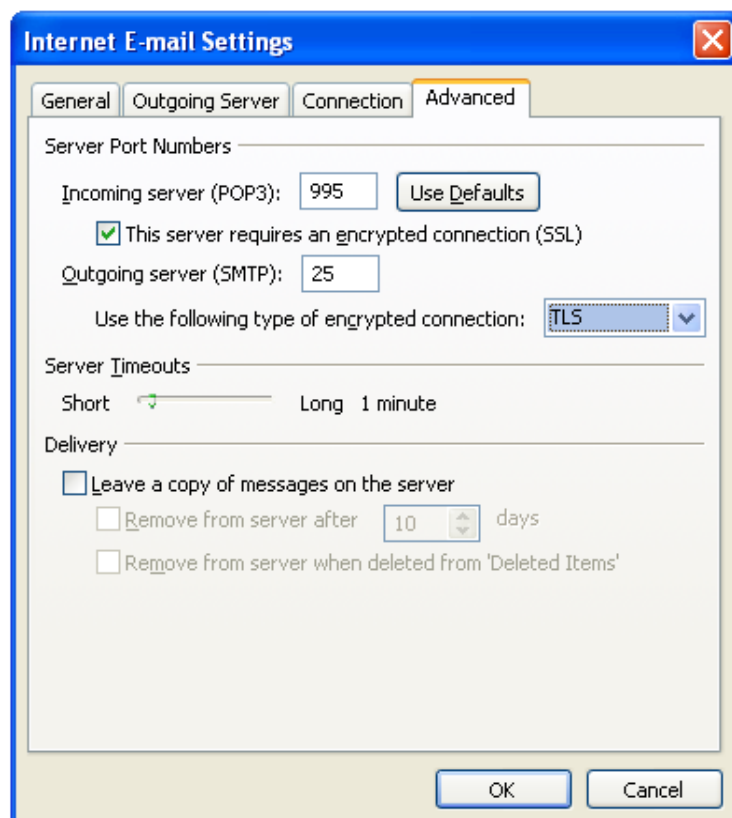 Internet E-mail Settings
General Outgoing Server Connection Advanced
Server Port Numbers
Incoming server (POP3): 995 Use Defaults
This server requires an encrypted connection (SSL)
Outgoing server (SMTP): 25
Use the following type of encrypted connection: TLS
Server Timeouts
Short Long 1 minute
Delivery
Leave a copy of messages on the server
Remove from server after 10 days
Remove from server when deleted from 'Deleted Items'
OK Cancel